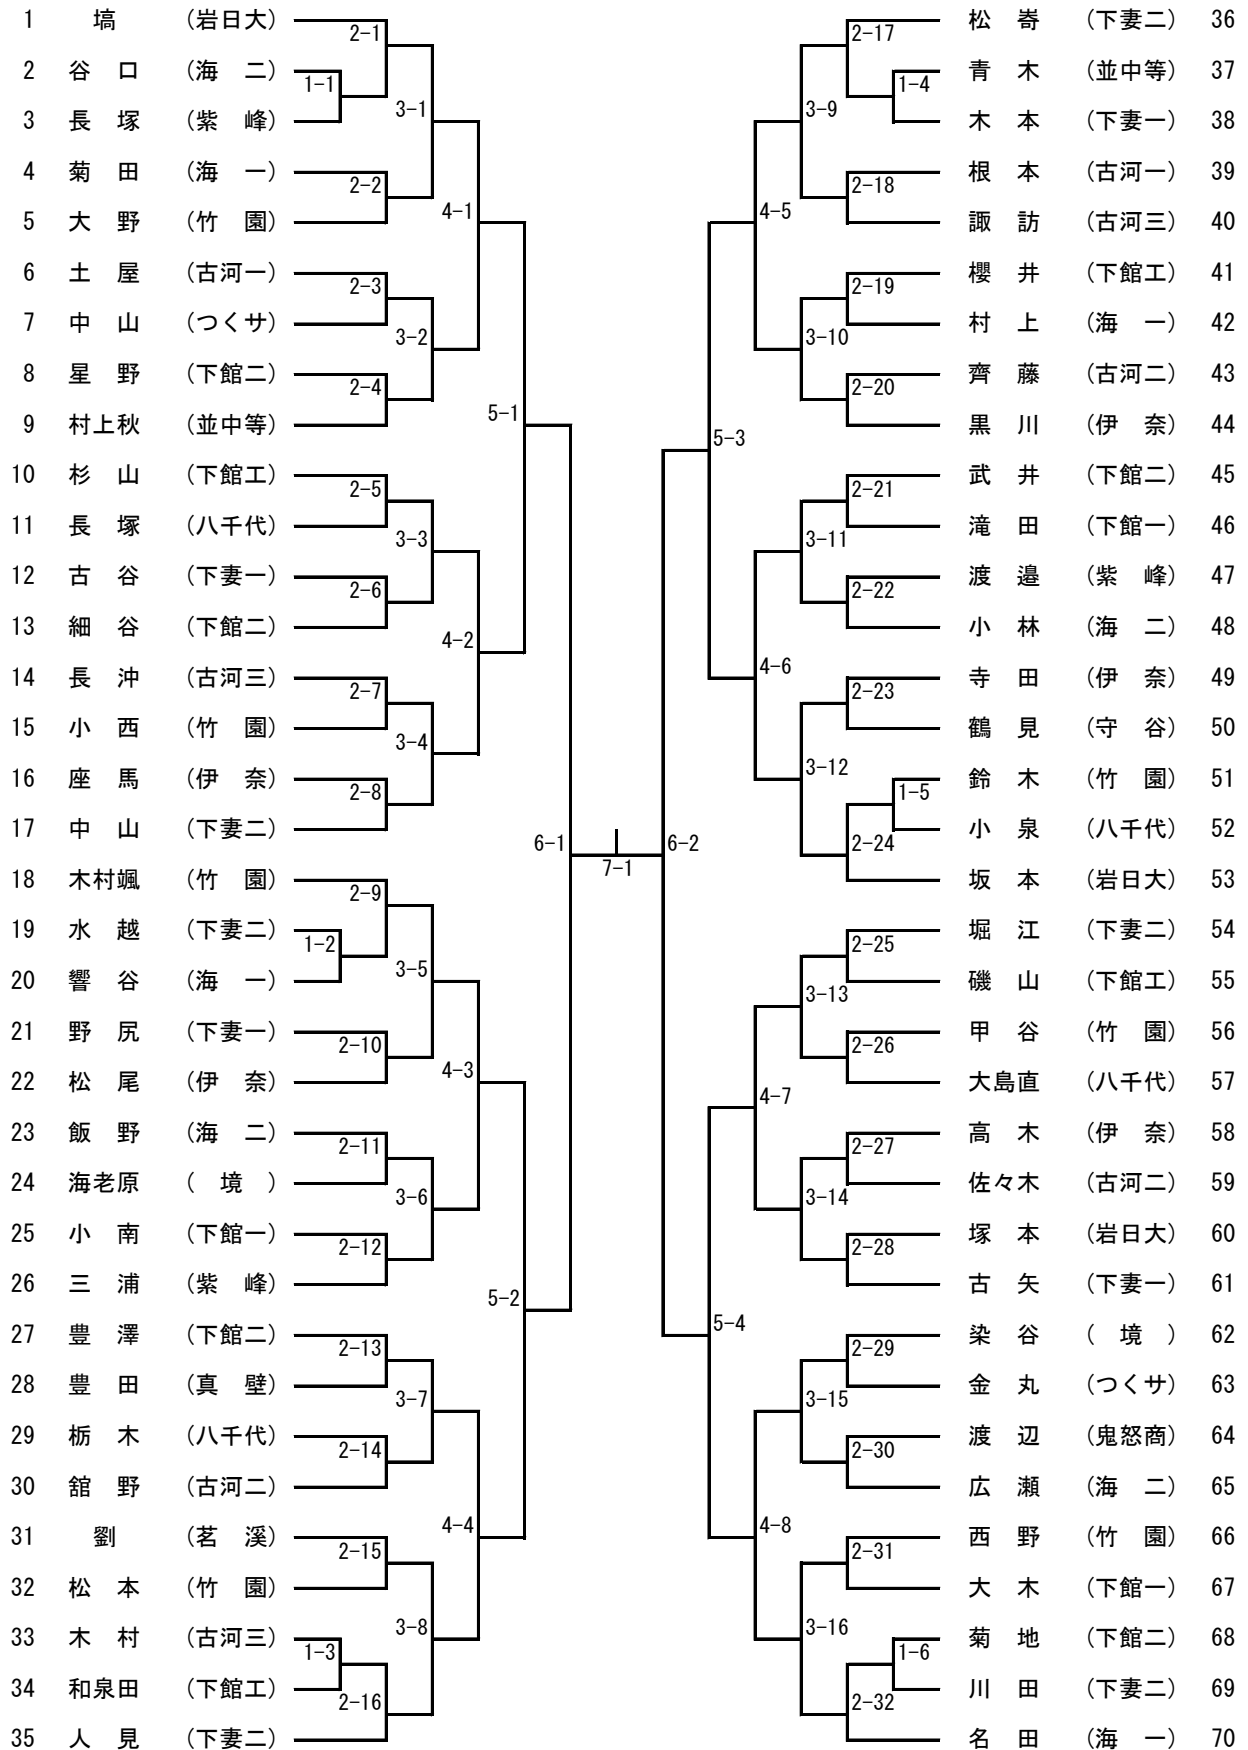 1 塙 (岩日大)
2-1
2 谷口 (海二)
1-1
3 長塚 (紫峰)
3-1
4 菊田 (海一)
2-2
5 大野 (竹園)
4-1
6 土屋 (古河一)
2-3
7 中山 (つくサ)
3-2
8 星野 (下館二)
2-4
9 村上秋 (並中等)
5-1
10 杉山 (下館工)
2-5
11 長塚 (八千代)
3-3
12 古谷 (下妻一)
2-6
13 細谷 (下館二)
4-2
14 長沖 (古河三)
2-7
15 小西 (竹園)
3-4
16 座馬 (伊奈)
2-8
17 中山 (下妻二)
6-1
18 木村颯 (竹園)
2-9
19 水越 (下妻二)
1-2
20 響谷 (海一)
3-5
21 野尻 (下妻一)
2-10
22 松尾 (伊奈)
4-3
23 飯野 (海二)
2-11
24 海老原 (境)
3-6
25 小南 (下館一)
2-12
26 三浦 (紫峰)
5-2
27 豊澤 (下館二)
2-13
28 豊田 (真壁)
3-7
29 栃木 (八千代)
2-14
30 舘野 (古河二)
4-4
31 劉 (茗溪)
2-15
32 松本 (竹園)
3-8
33 木村 (古河三)
1-3
34 和泉田 (下館工)
2-16
35 人見 (下妻二)
7-1
松嵜 (下妻二) 36
2-17
青木 (並中等) 37
1-4
木本 (下妻一) 38
3-9
根本 (古河一) 39
2-18
諏訪 (古河三) 40
4-5
櫻井 (下館工) 41
2-19
村上 (海一) 42
3-10
齊藤 (古河二) 43
2-20
黒川 (伊奈) 44
5-3
武井 (下館二) 45
2-21
滝田 (下館一) 46
3-11
渡邉 (紫峰) 47
2-22
小林 (海二) 48
4-6
寺田 (伊奈) 49
2-23
鶴見 (守谷) 50
3-12
鈴木 (竹園) 51
1-5
小泉 (八千代) 52
2-24
6-2
坂本 (岩日大) 53
堀江 (下妻二) 54
2-25
磯山 (下館工) 55
3-13
甲谷 (竹園) 56
2-26
大島直 (八千代) 57
4-7
高木 (伊奈) 58
2-27
佐々木 (古河二) 59
3-14
塚本 (岩日大) 60
2-28
古矢 (下妻一) 61
5-4
染谷 (境) 62
2-29
金丸 (つくサ) 63
3-15
渡辺 (鬼怒商) 64
2-30
広瀬 (海二) 65
4-8
西野 (竹園) 66
2-31
大木 (下館一) 67
3-16
菊地 (下館二) 68
1-6
川田 (下妻二) 69
2-32
名田 (海一) 70